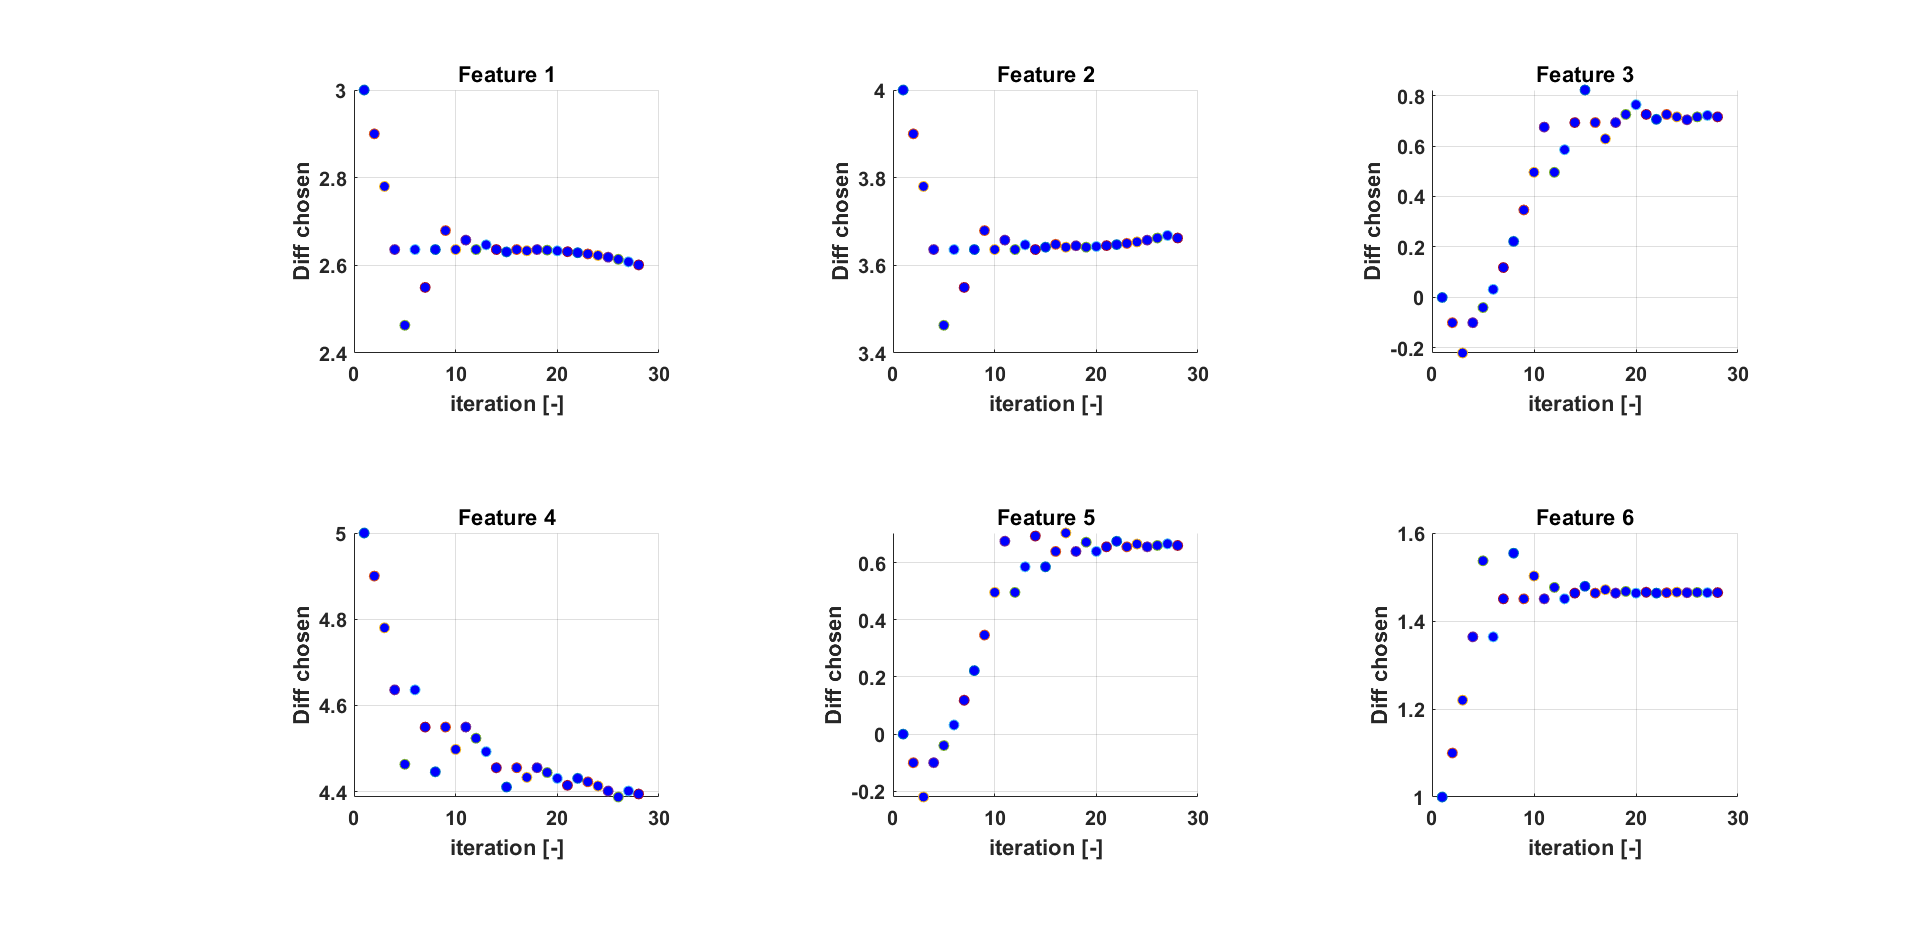 Feature 1
3
2.8
2.6
2.4
0 10 20 30
Diff chosen
iteration [-]
Feature 2
4
3.8
3.6
3.4
0 10 20 30
Diff chosen
iteration [-]
Feature 3
0.8
0.6
0.4
0.2
0
-0.2
0 10 20 30
Diff chosen
iteration [-]
Feature 4
5
4.8
4.6
4.4
0 10 20 30
Diff chosen
iteration [-]
Feature 5
0.6
0.4
0.2
0
-0.2
0 10 20 30
Diff chosen
iteration [-]
Feature 6
1.6
1.4
1.2
1
0 10 20 30
Diff chosen
iteration [-]